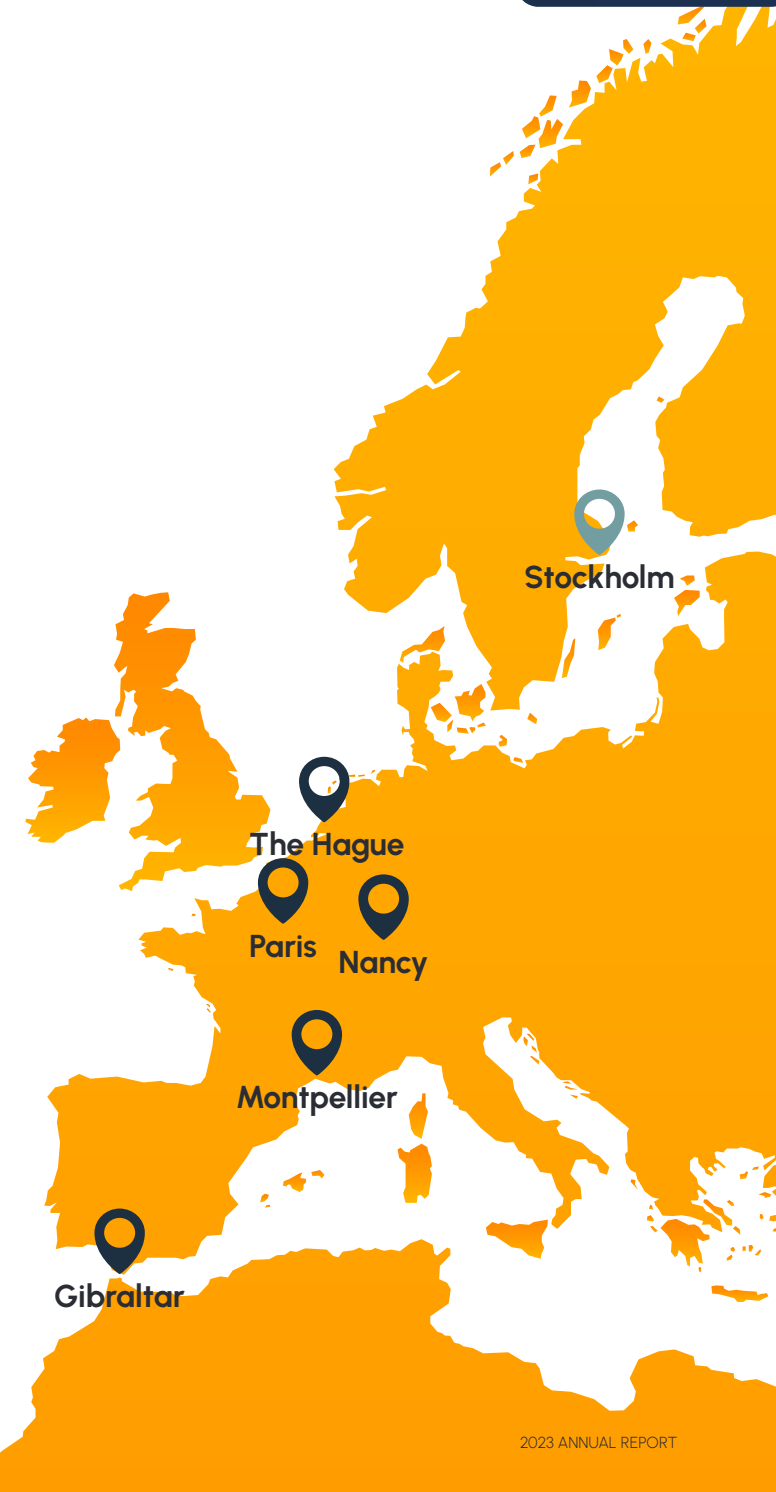 Stockholm
The Hague
Paris
Nancy
Montpellier
Gibraltar
2023 ANNUAL REPORT